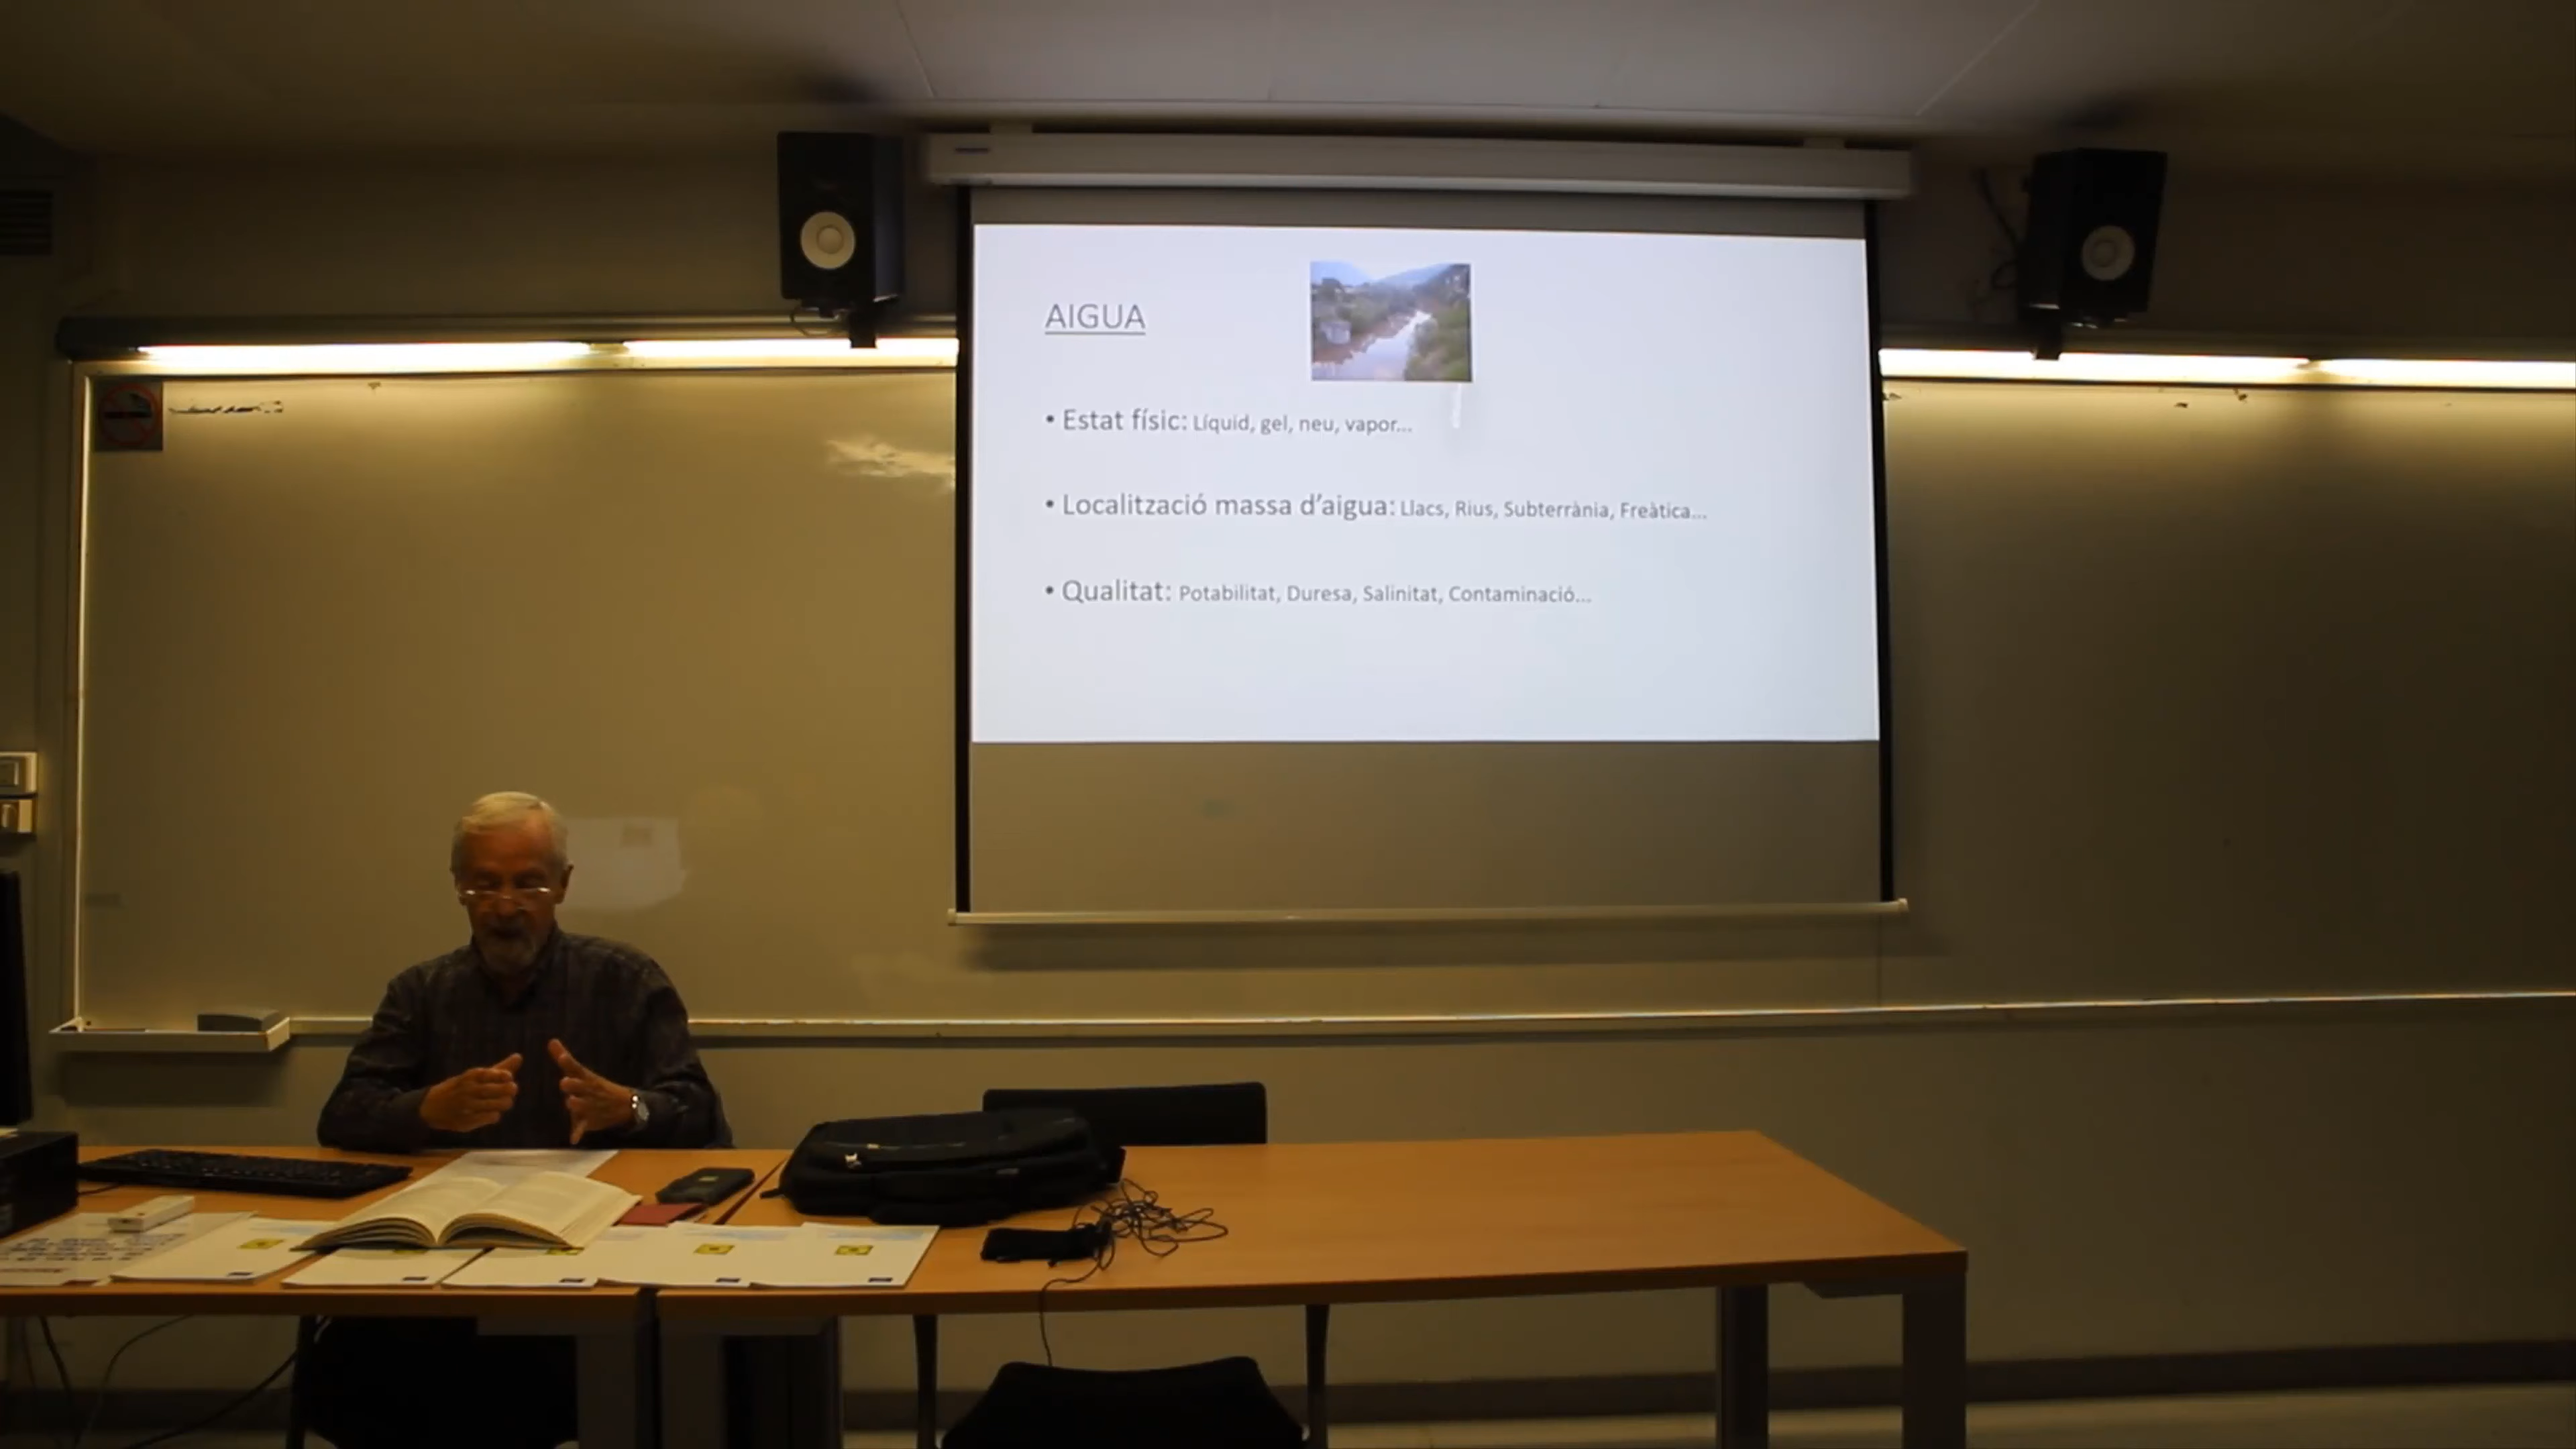 AIGUA
• Estat físic: Líquid, gel, neu, vapor...
• Localització massa d'aigua: Llacs, Rius, Subterrània, Freàtica...
• Qualitat: Potabilitat, Duresa, Salinitat, Contaminació...